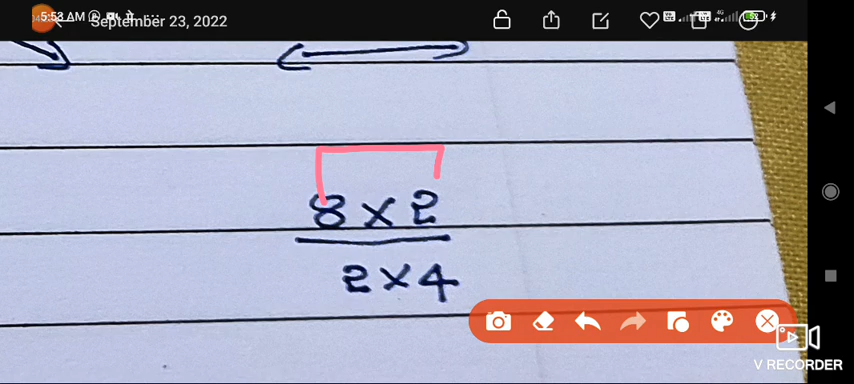 5:53 AM
September 23, 2022
8 × 2
2 × 4
V RECORDER